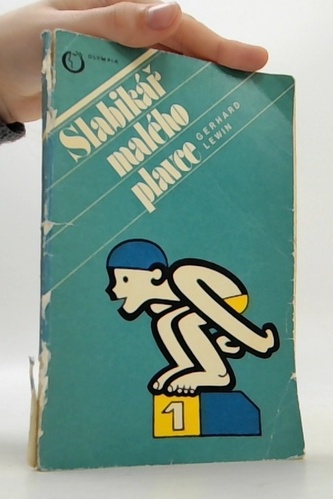 OLYMPIA
Slabikář
malého
plavce
GERHARD
LEWIN
1